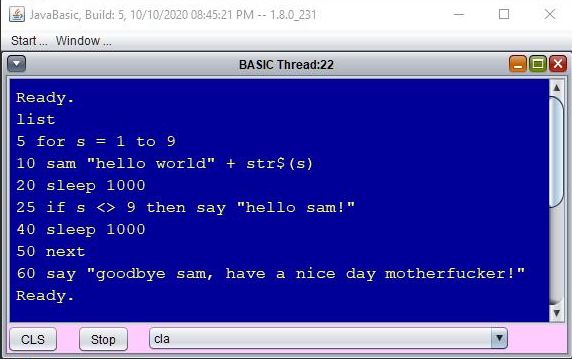 JavaBasic, Build: 5, 10/10/2020 08:45:21 PM -- 1.8.0_231
Start ... Window ...
BASIC Thread:22
Ready.
list
5 for s = 1 to 9
10 sam "hello world" + str$(s)
20 sleep 1000
25 if s <> 9 then say "hello sam!"
40 sleep 1000
50 next
60 say "goodbye sam, have a nice day motherfucker!"
Ready.
CLS Stop cla